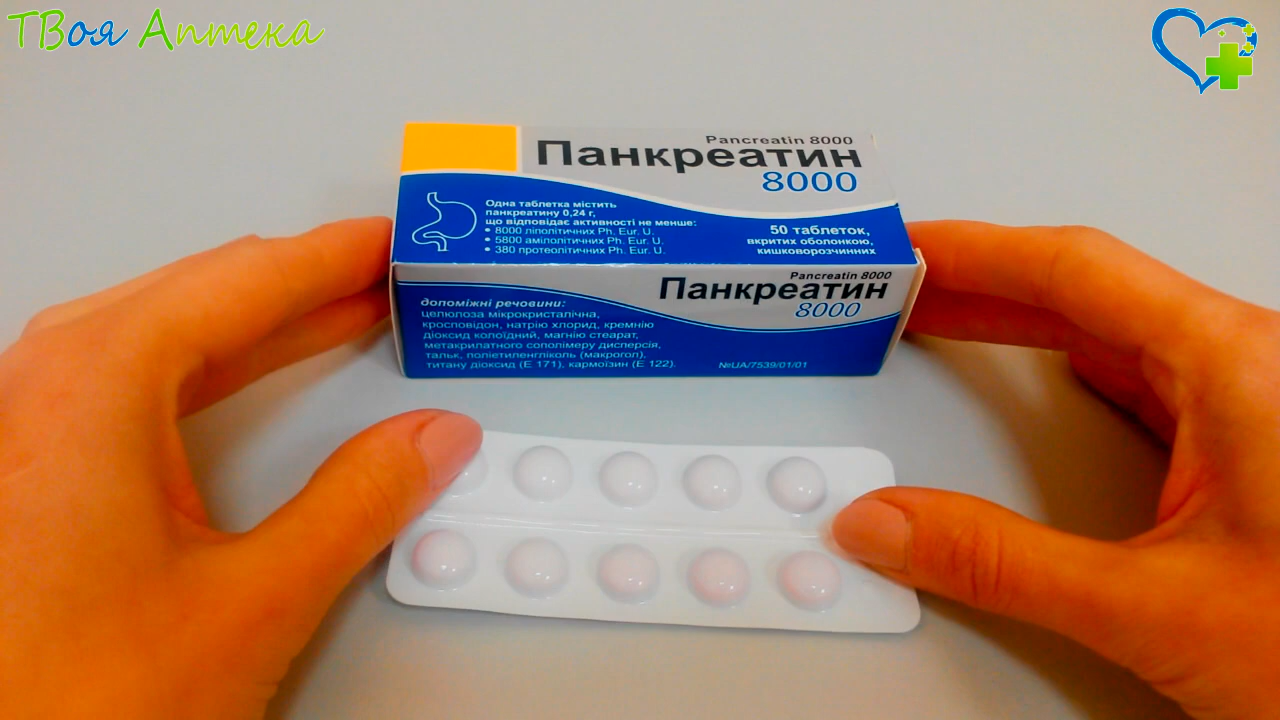 ТВоя Аптека
Pancreatin 8000
Панкреатин
8000
Одна таблетка містить
панкреатину 0,24 г,
що відповідає активності не менше:
• 8000 ліполітичних Ph. Eur. U.
• 5800 амілолітичних Ph. Eur. U.
• 380 протеолітичних Ph. Eur. U.
50 таблеток,
вкритих оболонкою,
кишковорозчинних
Pancreatin 8000
Панкреатин
8000
допоміжні речовини:
целюлоза мікрокристалічна,
кросповідон, натрію хлорид, кремнію
діоксид колоїдний, магнію стеарат,
метакрилатного сополімеру дисперсія,
тальк, поліетиленгліколь (макрогол),
титану діоксид (Е 171), кармоїзин (Е 122).
№UA/7539/01/01